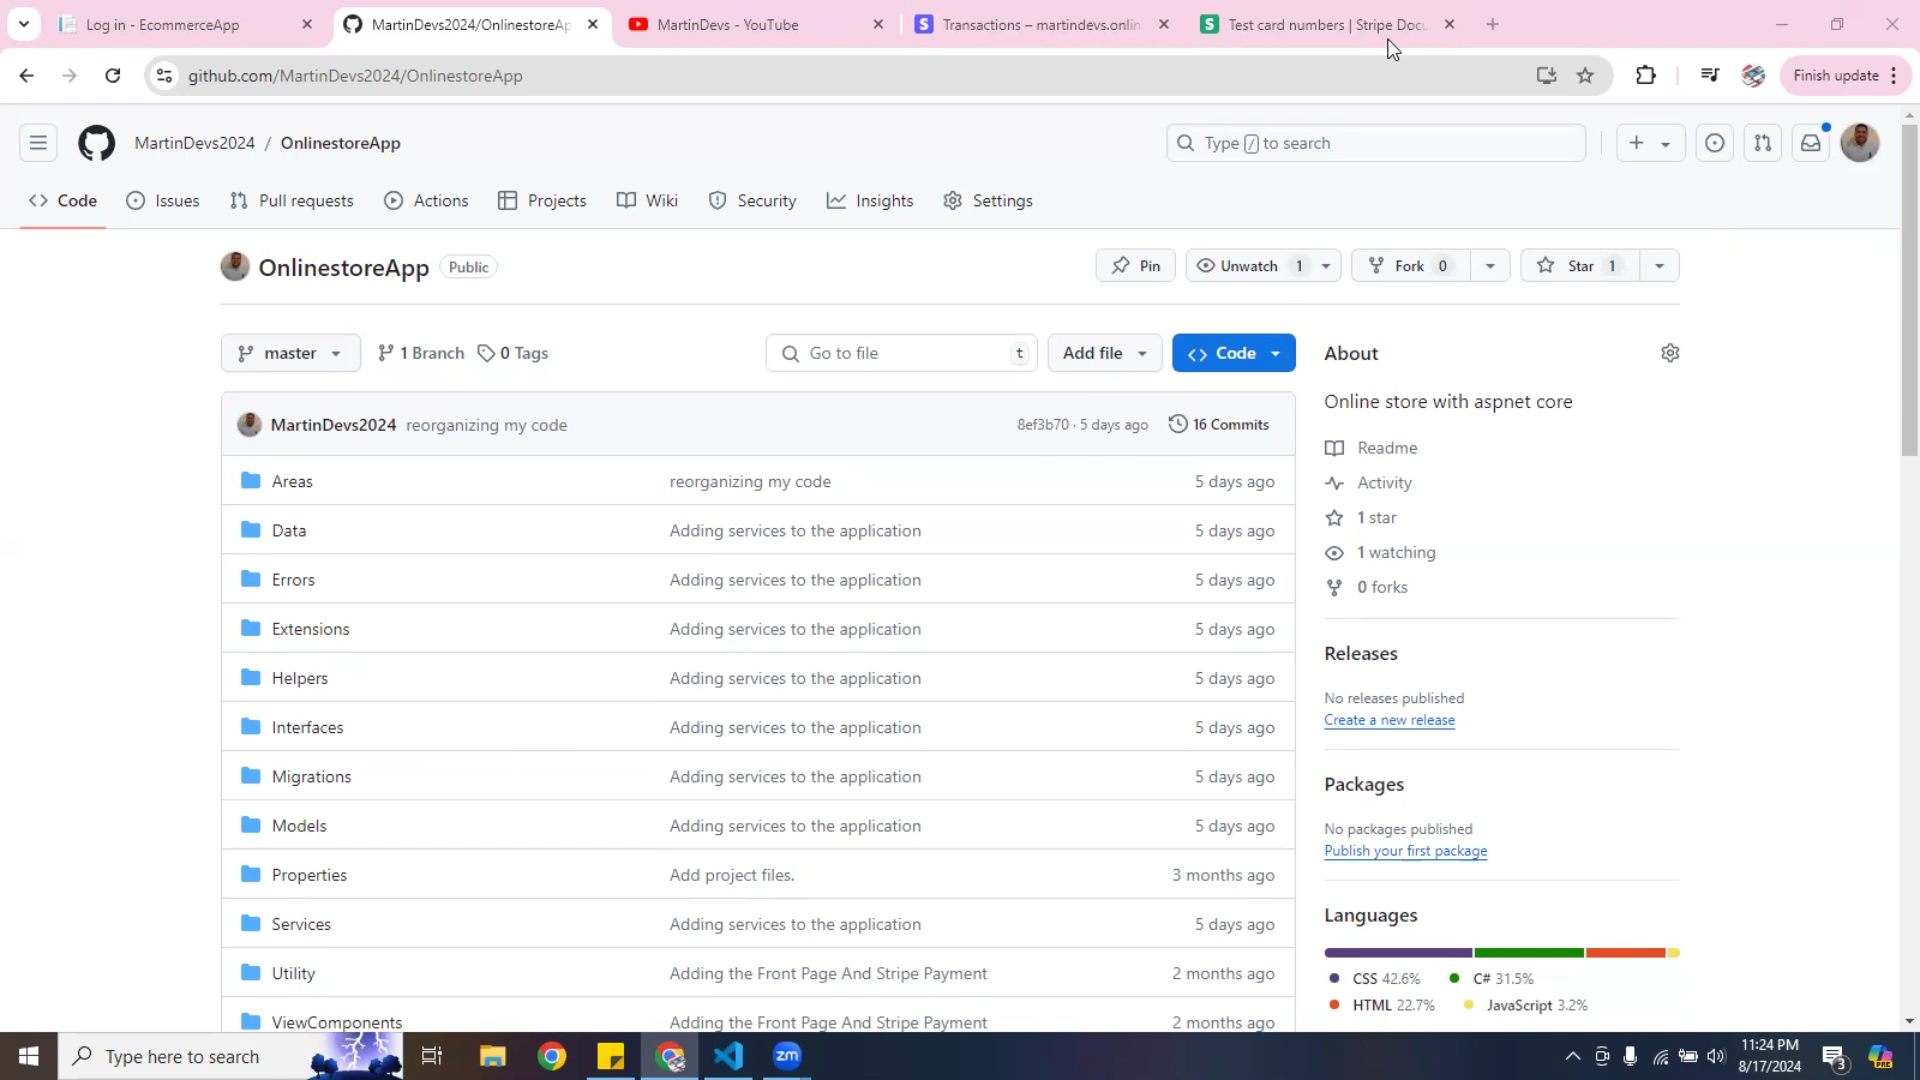 Log in - EcommerceApp
MartinDevs2024/OnlinestoreAp
MartinDevs - YouTube
Transactions – martindevs.onlin
Test card numbers | Stripe Docu
github.com/MartinDevs2024/OnlinestoreApp
Finish update
MartinDevs2024 / OnlinestoreApp
Type / to search
Code
Issues
Pull requests
Actions
Projects
Wiki
Security
Insights
Settings
OnlinestoreApp
Public
Pin
Unwatch 1
Fork 0
Star 1
master
1 Branch
0 Tags
Go to file
t
Add file
Code
MartinDevs2024 reorganizing my code
8ef3b70 · 5 days ago
16 Commits
Areas reorganizing my code 5 days ago
Data Adding services to the application 5 days ago
Errors Adding services to the application 5 days ago
Extensions Adding services to the application 5 days ago
Helpers Adding services to the application 5 days ago
Interfaces Adding services to the application 5 days ago
Migrations Adding services to the application 5 days ago
Models Adding services to the application 5 days ago
Properties Add project files. 3 months ago
Services Adding services to the application 5 days ago
Utility Adding the Front Page And Stripe Payment 2 months ago
ViewComponents Adding the Front Page And Stripe Payment 2 months ago
About
Online store with aspnet core
Readme
Activity
1 star
1 watching
0 forks
Releases
No releases published
Create a new release
Packages
No packages published
Publish your first package
Languages
CSS 42.6%
C# 31.5%
HTML 22.7%
JavaScript 3.2%
Type here to search
zm
11:24 PM
8/17/2024
3
PRE